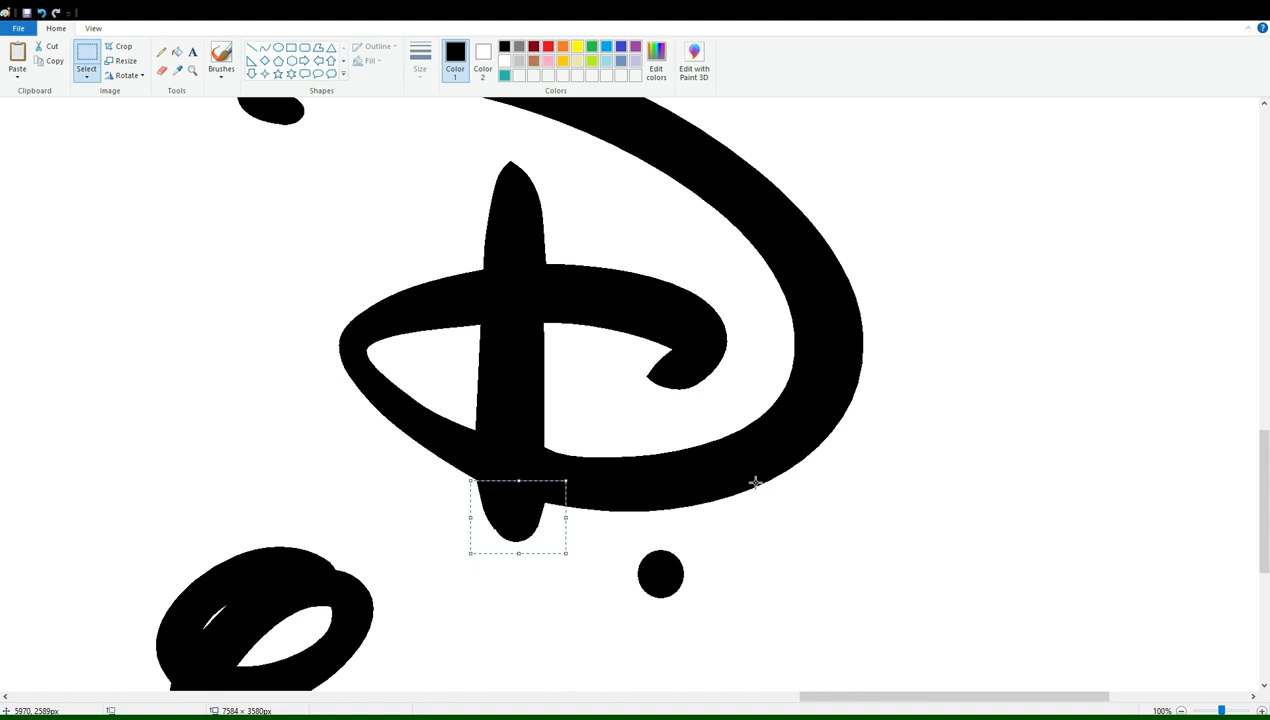 File Home View
Paste
Cut
Copy
Clipboard
Select
Crop
Resize
Rotate
Image
A
Tools
Brushes
Outline
Fill
Shapes
Size
Color 1
Color 2
Edit colors
Colors
Edit with Paint 3D
5970, 2589px
7584 × 3580px
100%